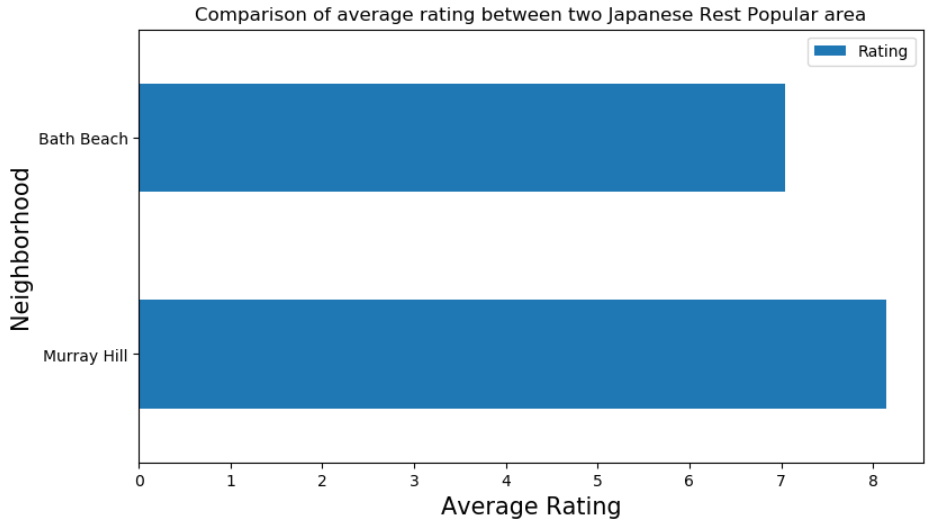 Comparison of average rating between two Japanese Rest Popular area
Rating
Neighborhood
Bath Beach
Murray Hill
0 1 2 3 4 5 6 7 8
Average Rating